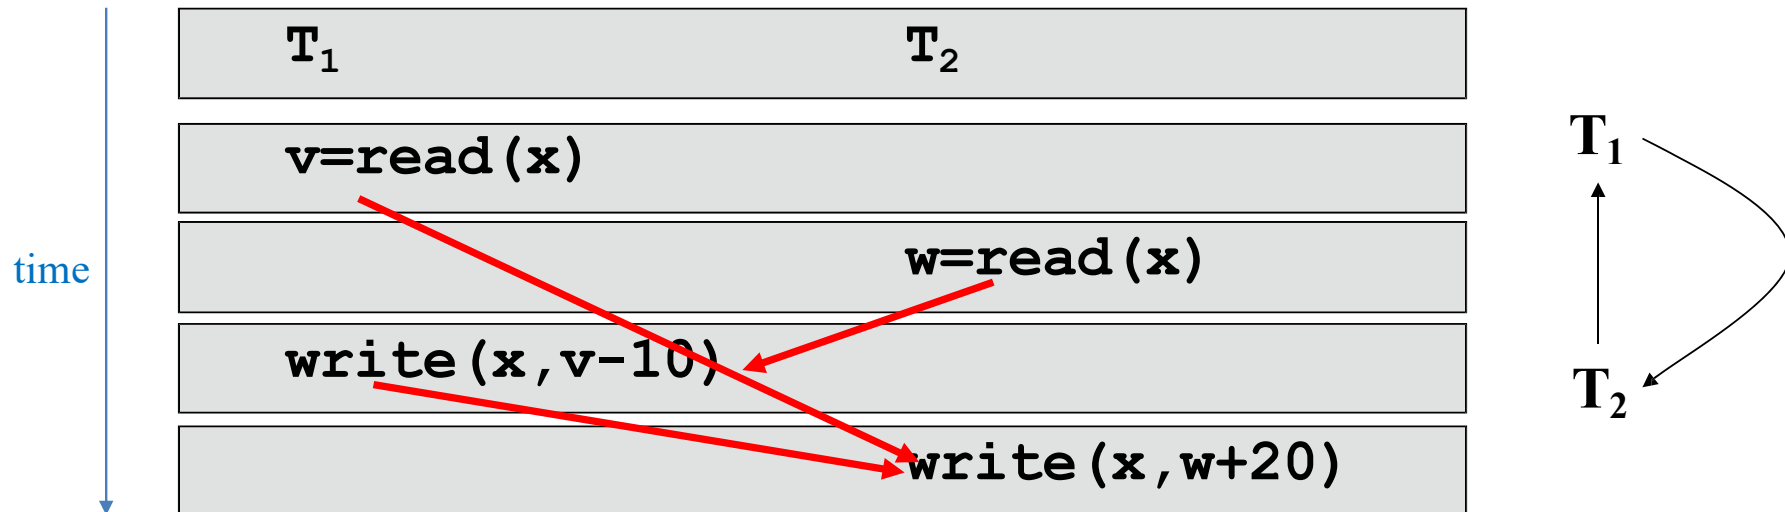 T₁ T₂
v=read(x)
T₁
w=read(x)
time
write(x,v-10)
T₂
write(x,w+20)